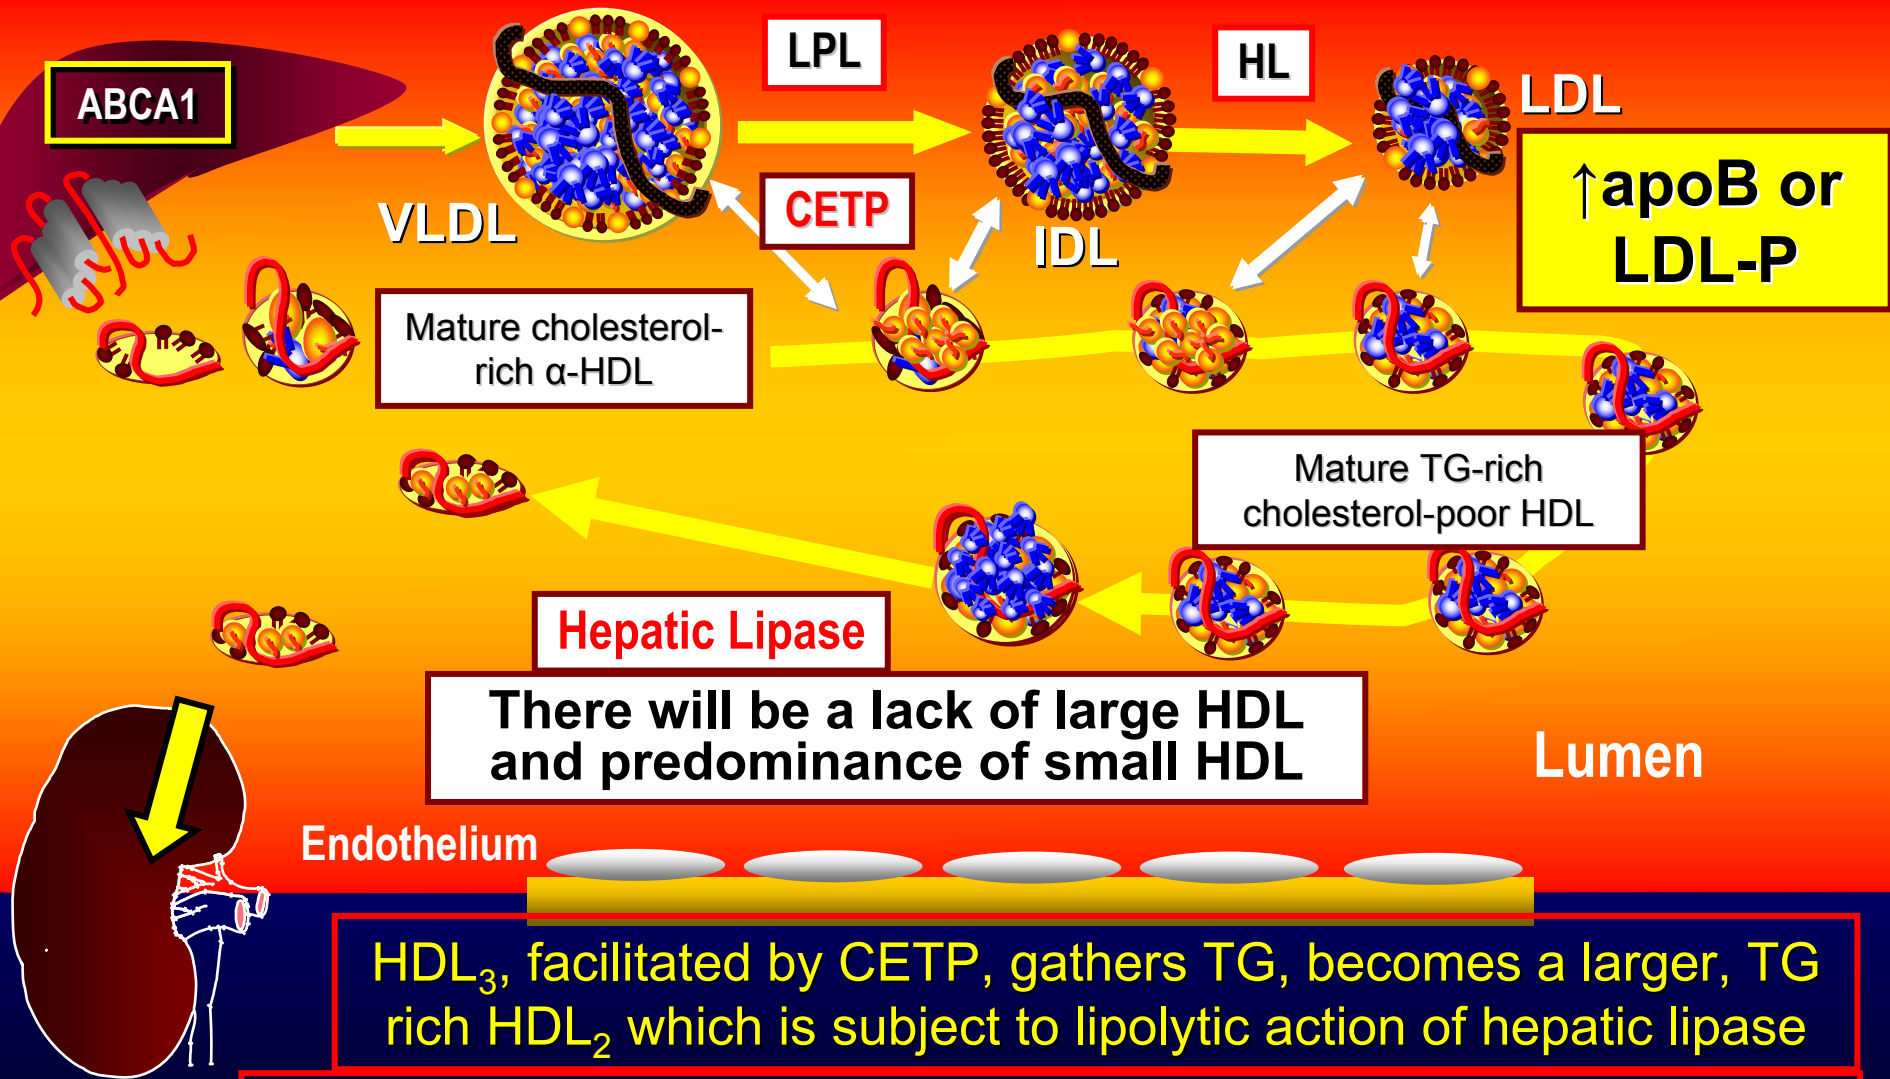 ABCA1
LPL
HL
LDL
↑apoB or
LDL-P
CETP
VLDL
IDL
Mature cholesterol-
rich α-HDL
Mature TG-rich
cholesterol-poor HDL
Hepatic Lipase
There will be a lack of large HDL
and predominance of small HDL
Lumen
Endothelium
HDL₃, facilitated by CETP, gathers TG, becomes a larger, TG
rich HDL₂ which is subject to lipolytic action of hepatic lipase